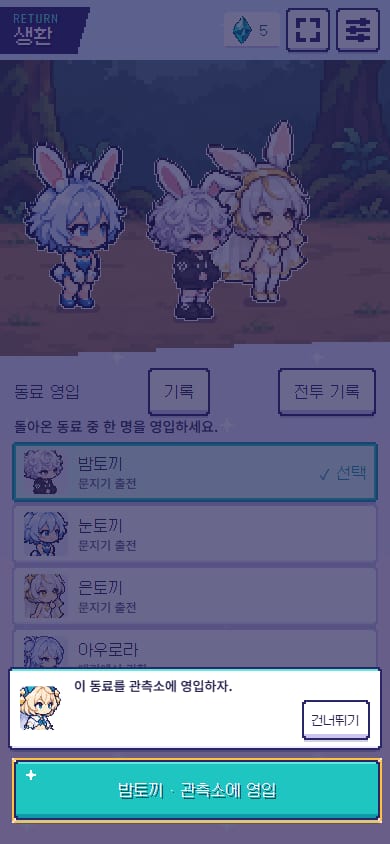 RETURN
생환
5
동료 영입
기록
전투 기록
돌아온 동료 중 한 명을 영입하세요.
밤토끼
문지기 출전
✓ 선택
눈토끼
문지기 출전
은토끼
문지기 출전
아우로라
이 동료를 관측소에 영입하자.
건너뛰기
밤토끼 · 관측소에 영입